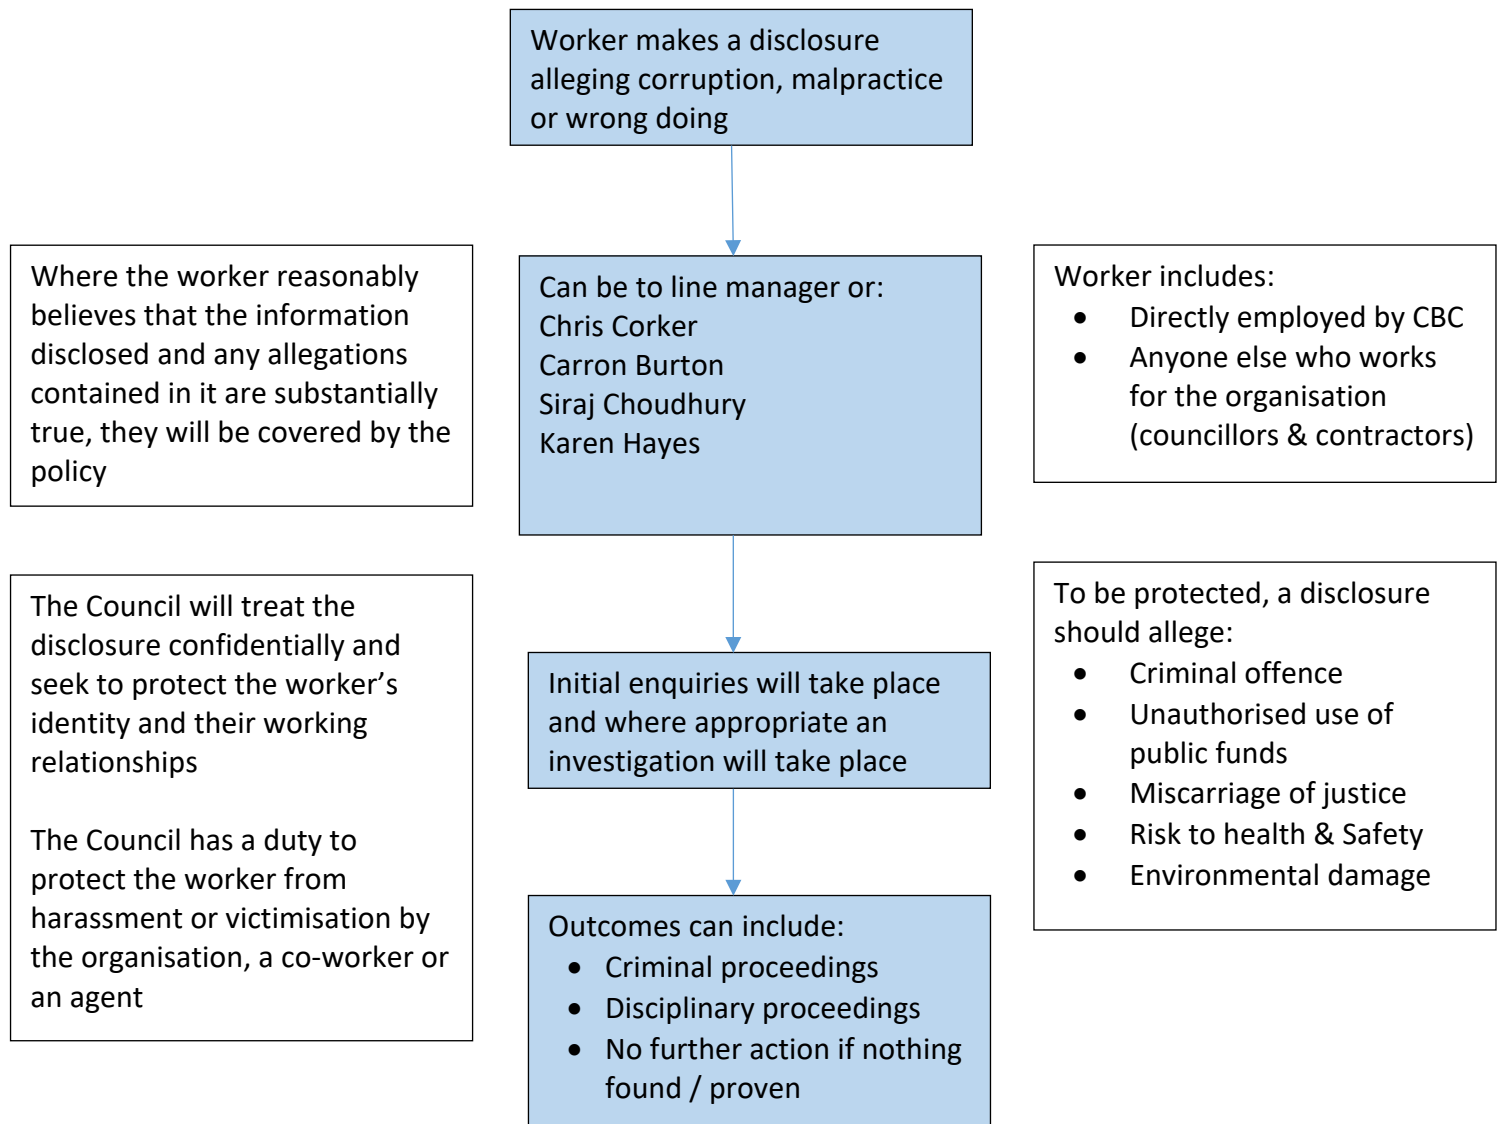 Worker makes a disclosure
alleging corruption, malpractice
or wrong doing
Where the worker reasonably
believes that the information
disclosed and any allegations
contained in it are substantially
true, they will be covered by the
policy
Can be to line manager or:
Chris Corker
Carron Burton
Siraj Choudhury
Karen Hayes
Worker includes:
• Directly employed by CBC
• Anyone else who works
for the organisation
(councillors & contractors)
The Council will treat the
disclosure confidentially and
seek to protect the worker’s
identity and their working
relationships
The Council has a duty to
protect the worker from
harassment or victimisation by
the organisation, a co-worker or
an agent
Initial enquiries will take place
and where appropriate an
investigation will take place
To be protected, a disclosure
should allege:
• Criminal offence
• Unauthorised use of
public funds
• Miscarriage of justice
• Risk to health & Safety
• Environmental damage
Outcomes can include:
• Criminal proceedings
• Disciplinary proceedings
• No further action if nothing
found / proven